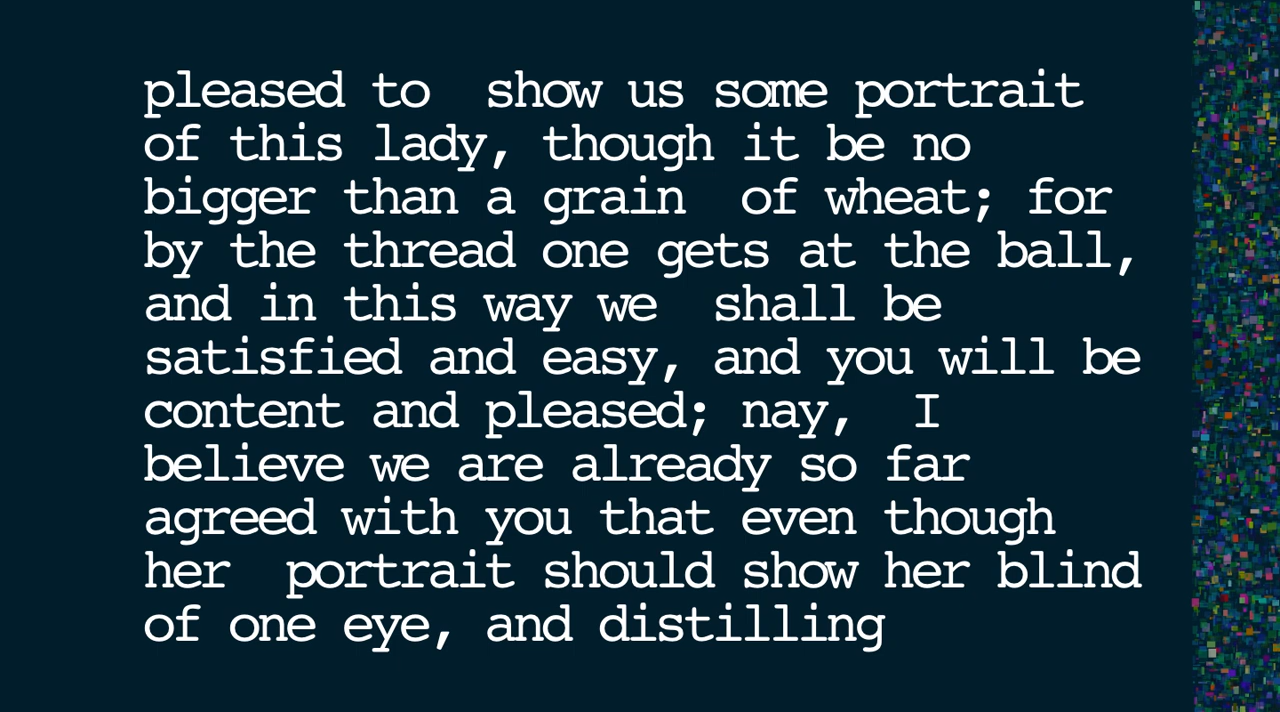 pleased to  show us some portrait
of this lady, though it be no
bigger than a grain  of wheat; for
by the thread one gets at the ball,
and in this way we  shall be
satisfied and easy, and you will be
content and pleased; nay,  I
believe we are already so far
agreed with you that even though
her  portrait should show her blind
of one eye, and distilling